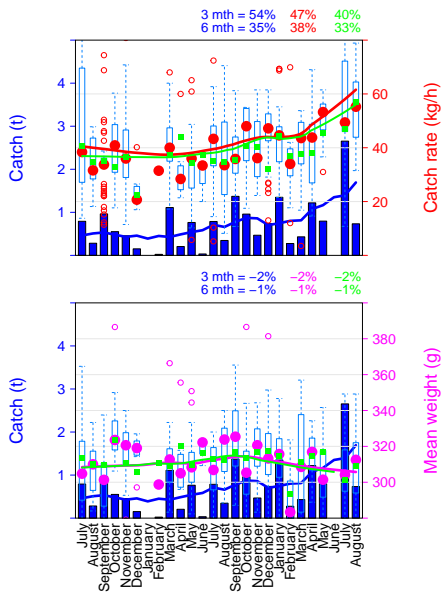 3 mth = 54% 47% 40%
6 mth = 35% 38% 33%
5
4
3
2
1
Catch (t)
60
40
20
Catch rate (kg/h)
3 mth = −2% −2% −2%
6 mth = −1% −1% −1%
4
5
3
2
1
Catch (t)
380
360
340
320
300
Mean weight (g)
July
August
September
October
November
December
January
February
March
April
May
June
July
August
September
October
November
December
January
February
March
April
May
June
July
August